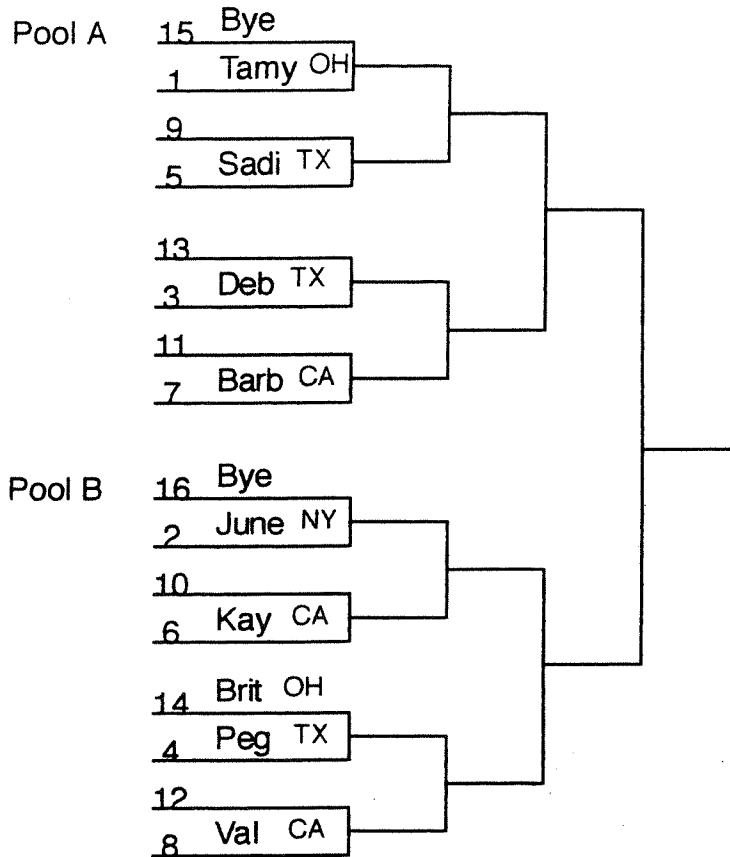 Pool A 15 Bye
1 Tamy OH
9
5 Sadi TX
13
3 Deb TX
11
7 Barb CA
Pool B 16 Bye
2 June NY
10
6 Kay CA
14 Brit OH
4 Peg TX
12
8 Val CA